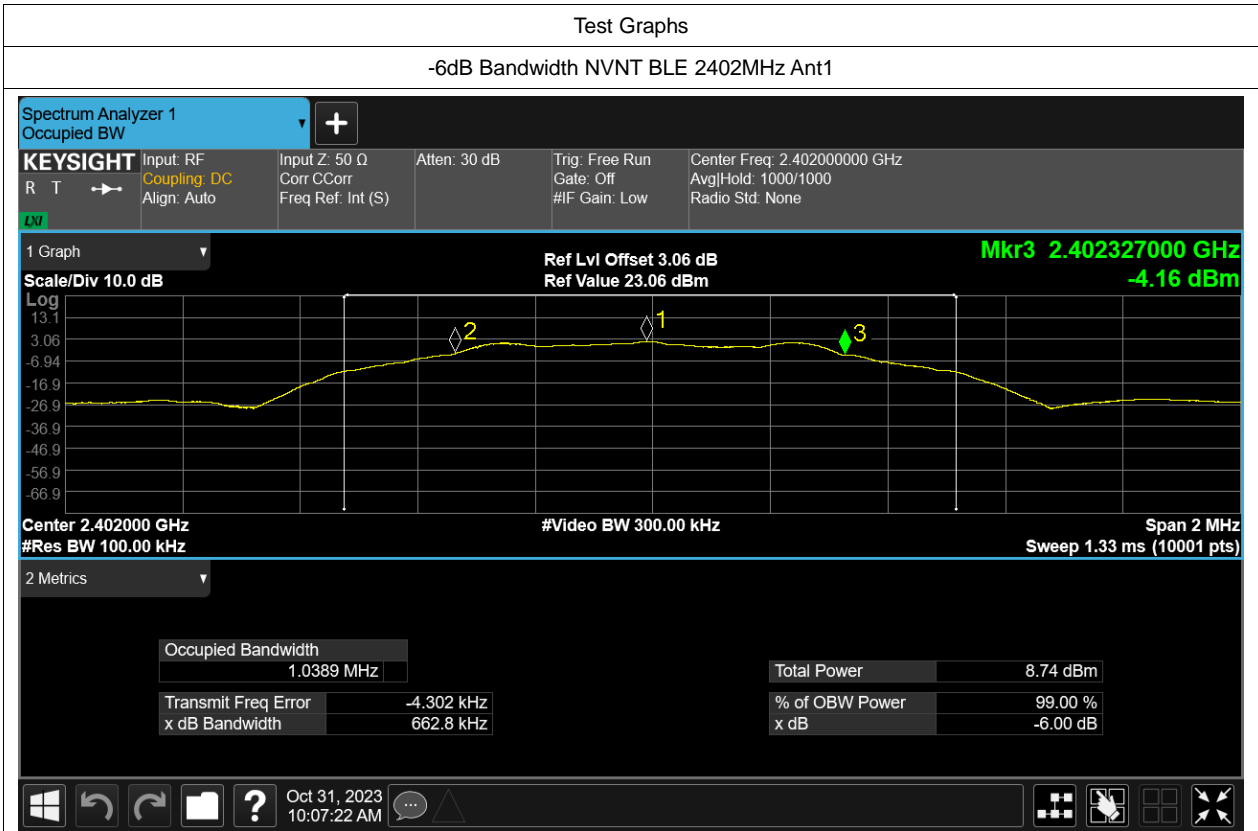 Test Graphs
-6dB Bandwidth NVNT BLE 2402MHz Ant1
Spectrum Analyzer 1
Occupied BW
KEYSIGHT
R T
LXI
Input: RF
Coupling: DC
Align: Auto
Input Z: 50 Ω
Corr CCorr
Freq Ref: Int (S)
Atten: 30 dB
Trig: Free Run
Gate: Off
#IF Gain: Low
Center Freq: 2.402000000 GHz
Avg|Hold: 1000/1000
Radio Std: None
1 Graph
Scale/Div 10.0 dB
Ref Lvl Offset 3.06 dB
Ref Value 23.06 dBm
Mkr3 2.402327000 GHz
-4.16 dBm
Log
13.1
3.06
-6.94
-16.9
-26.9
-36.9
-46.9
-56.9
-66.9
2
1
3
Center 2.402000 GHz
#Res BW 100.00 kHz
#Video BW 300.00 kHz
Span 2 MHz
Sweep 1.33 ms (10001 pts)
2 Metrics
Occupied Bandwidth
1.0389 MHz
Transmit Freq Error -4.302 kHz
x dB Bandwidth 662.8 kHz
Total Power 8.74 dBm
% of OBW Power 99.00 %
x dB -6.00 dB
?
Oct 31, 2023
10:07:22 AM